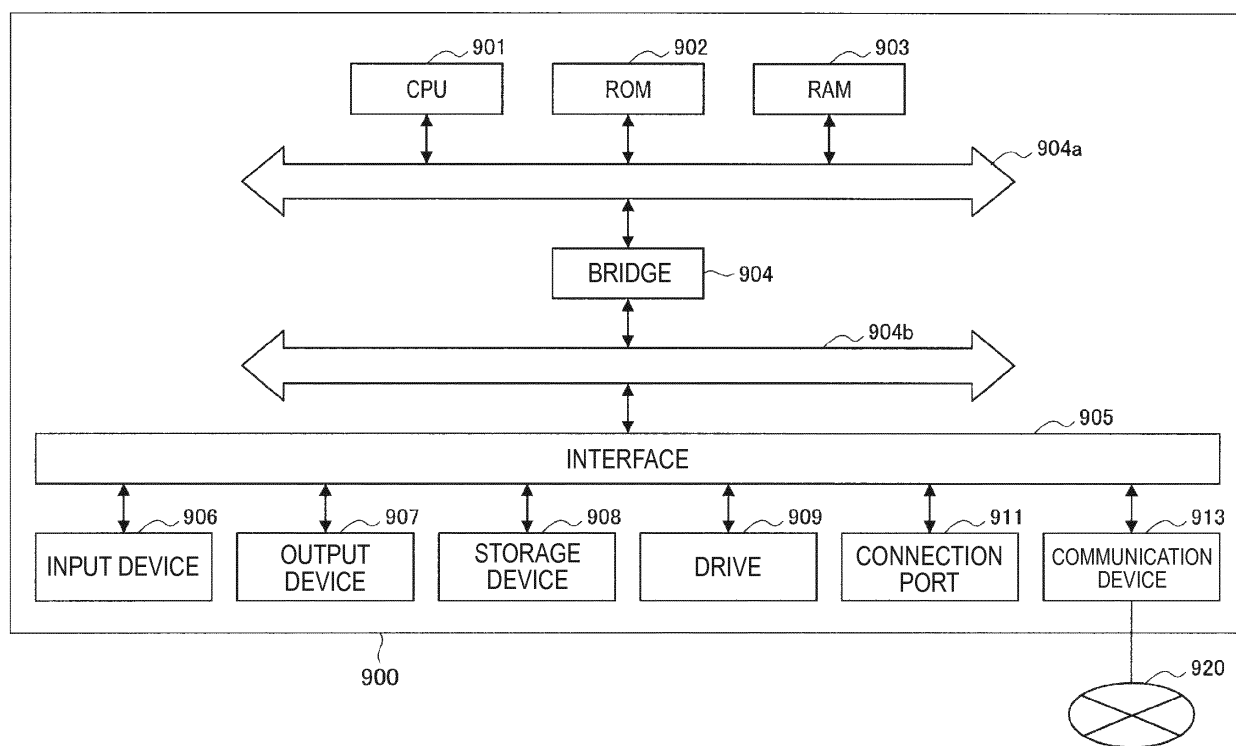 901 902 903
CPU ROM RAM
904a
BRIDGE 904
904b
905
INTERFACE
906 907 908 909 911 913
INPUT DEVICE
OUTPUT
DEVICE
STORAGE
DEVICE
DRIVE
CONNECTION
PORT
COMMUNICATION
DEVICE
900
920